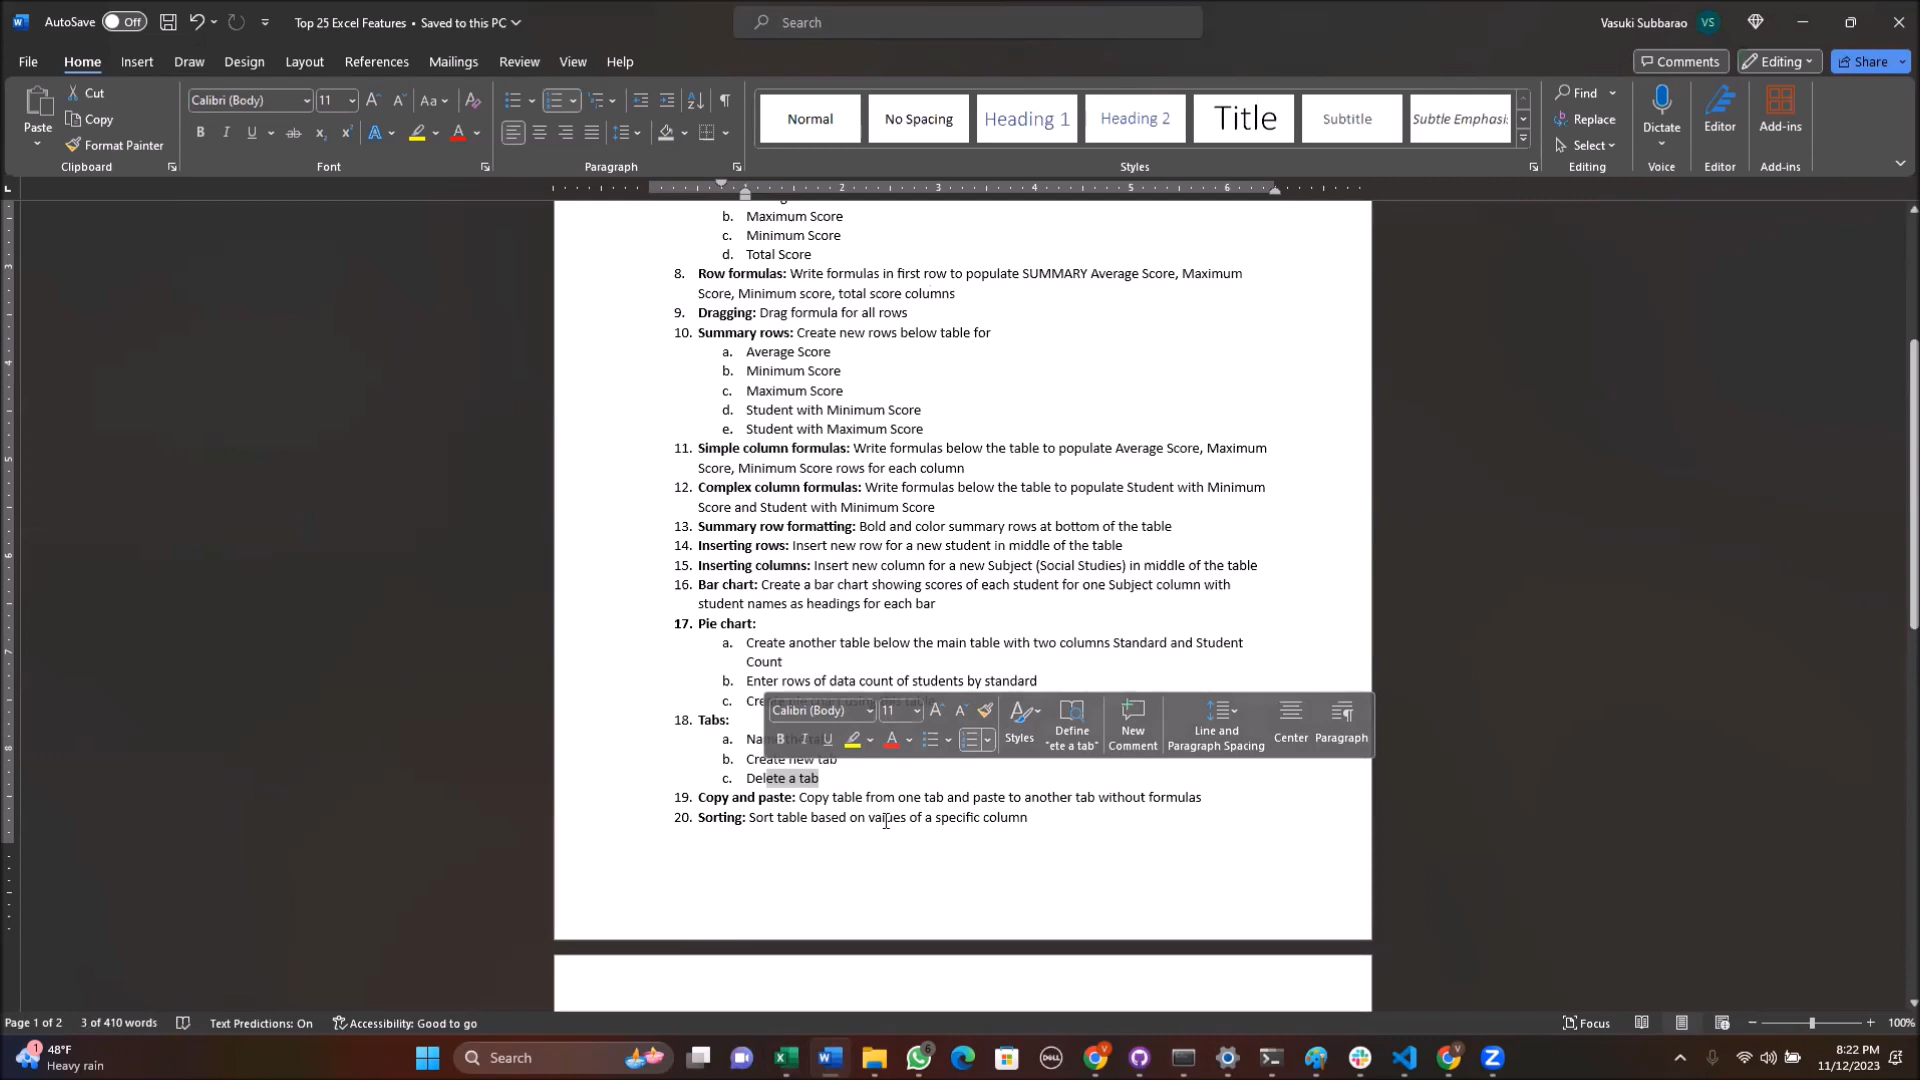 AutoSave Off Top 25 Excel Features • Saved to this PC Search Vasuki Subbarao VS
File Home Insert Draw Design Layout References Mailings Review View Help Comments Editing Share
Paste Cut Copy Format Painter Clipboard
Calibri (Body) 11 Aa B I U ab x x A A Font
Paragraph
Normal No Spacing Heading 1 Heading 2 Title Subtitle Subtle Emphasi Styles
Find Replace Select Editing
Dictate Voice
Editor Editor
Add-ins Add-ins
2 3 4 5 6
b. Maximum Score
c. Minimum Score
d. Total Score
8. Row formulas: Write formulas in first row to populate SUMMARY Average Score, Maximum
Score, Minimum score, total score columns
9. Dragging: Drag formula for all rows
10. Summary rows: Create new rows below table for
a. Average Score
b. Minimum Score
c. Maximum Score
d. Student with Minimum Score
e. Student with Maximum Score
11. Simple column formulas: Write formulas below the table to populate Average Score, Maximum
Score, Minimum Score rows for each column
12. Complex column formulas: Write formulas below the table to populate Student with Minimum
Score and Student with Minimum Score
13. Summary row formatting: Bold and color summary rows at bottom of the table
14. Inserting rows: Insert new row for a new student in middle of the table
15. Inserting columns: Insert new column for a new Subject (Social Studies) in middle of the table
16. Bar chart: Create a bar chart showing scores of each student for one Subject column with
student names as headings for each bar
17. Pie chart:
a. Create another table below the main table with two columns Standard and Student
Count
b. Enter rows of data count of students by standard
c.
Calibri (Body) 11 Styles Define "ete a tab" New Comment Line and Paragraph Spacing Center Paragraph
18. Tabs:
a.
b. Create new tab
c. Delete a tab
19. Copy and paste: Copy table from one tab and paste to another tab without formulas
20. Sorting: Sort table based on values of a specific column
Page 1 of 2 3 of 410 words Text Predictions: On Accessibility: Good to go Focus 100%
48°F Heavy rain Search 8:22 PM 11/12/2023